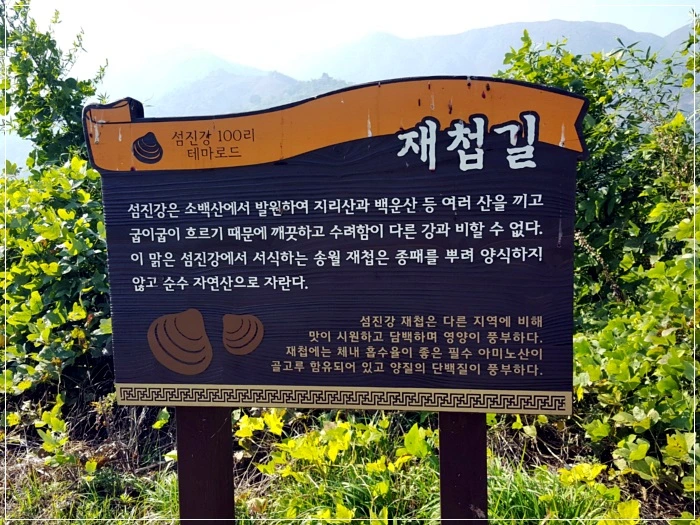 섬진강 100리
테마로드
재첩길
섬진강은 소백산에서 발원하여 지리산과 백운산 등 여러 산을 끼고
굽이굽이 흐르기 때문에 깨끗하고 수려함이 다른 강과 비할 수 없다.
이 맑은 섬진강에서 서식하는 송월 재첩은 종패를 뿌려 양식하지
않고 순수 자연산으로 자란다.
섬진강 재첩은 다른 지역에 비해
맛이 시원하고 담백하며 영양이 풍부하다.
재첩에는 체내 흡수율이 좋은 필수 아미노산이
골고루 함유되어 있고 양질의 단백질이 풍부하다.